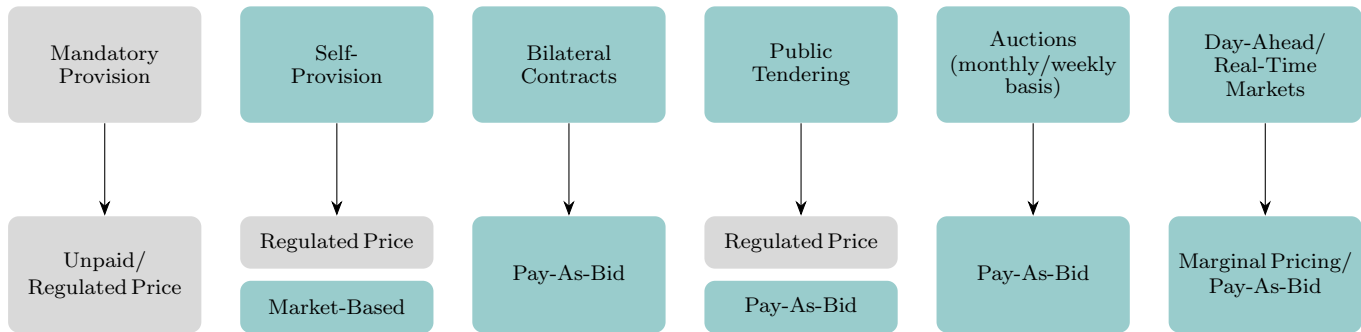 Mandatory
Provision
Self-
Provision
Bilateral
Contracts
Public
Tendering
Auctions
(monthly/weekly
basis)
Day-Ahead/
Real-Time
Markets
Unpaid/
Regulated Price
Regulated Price
Market-Based
Pay-As-Bid
Regulated Price
Pay-As-Bid
Pay-As-Bid
Marginal Pricing/
Pay-As-Bid